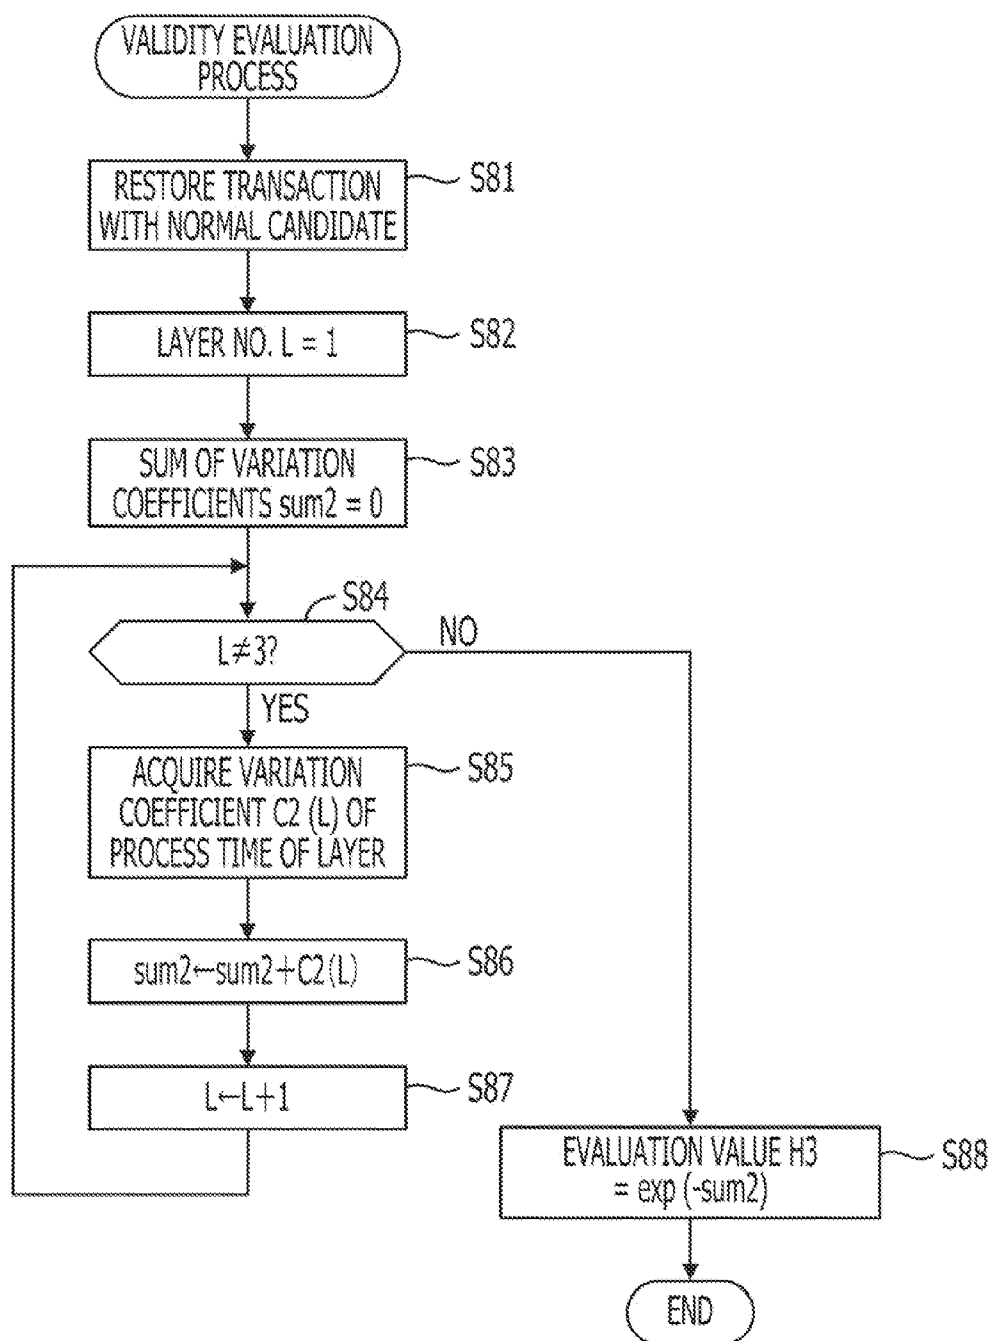 VALIDITY EVALUATION
PROCESS
RESTORE TRANSACTION
WITH NORMAL CANDIDATE
S81
LAYER NO. L = 1
S82
SUM OF VARIATION
COEFFICIENTS sum2 = 0
S83
S84
L≠3?
NO
YES
ACQUIRE VARIATION
COEFFICIENT C2 (L) OF
PROCESS TIME OF LAYER
S85
sum2←sum2+C2(L)
S86
L←L+1
S87
EVALUATION VALUE H3
= exp (-sum2)
S88
END